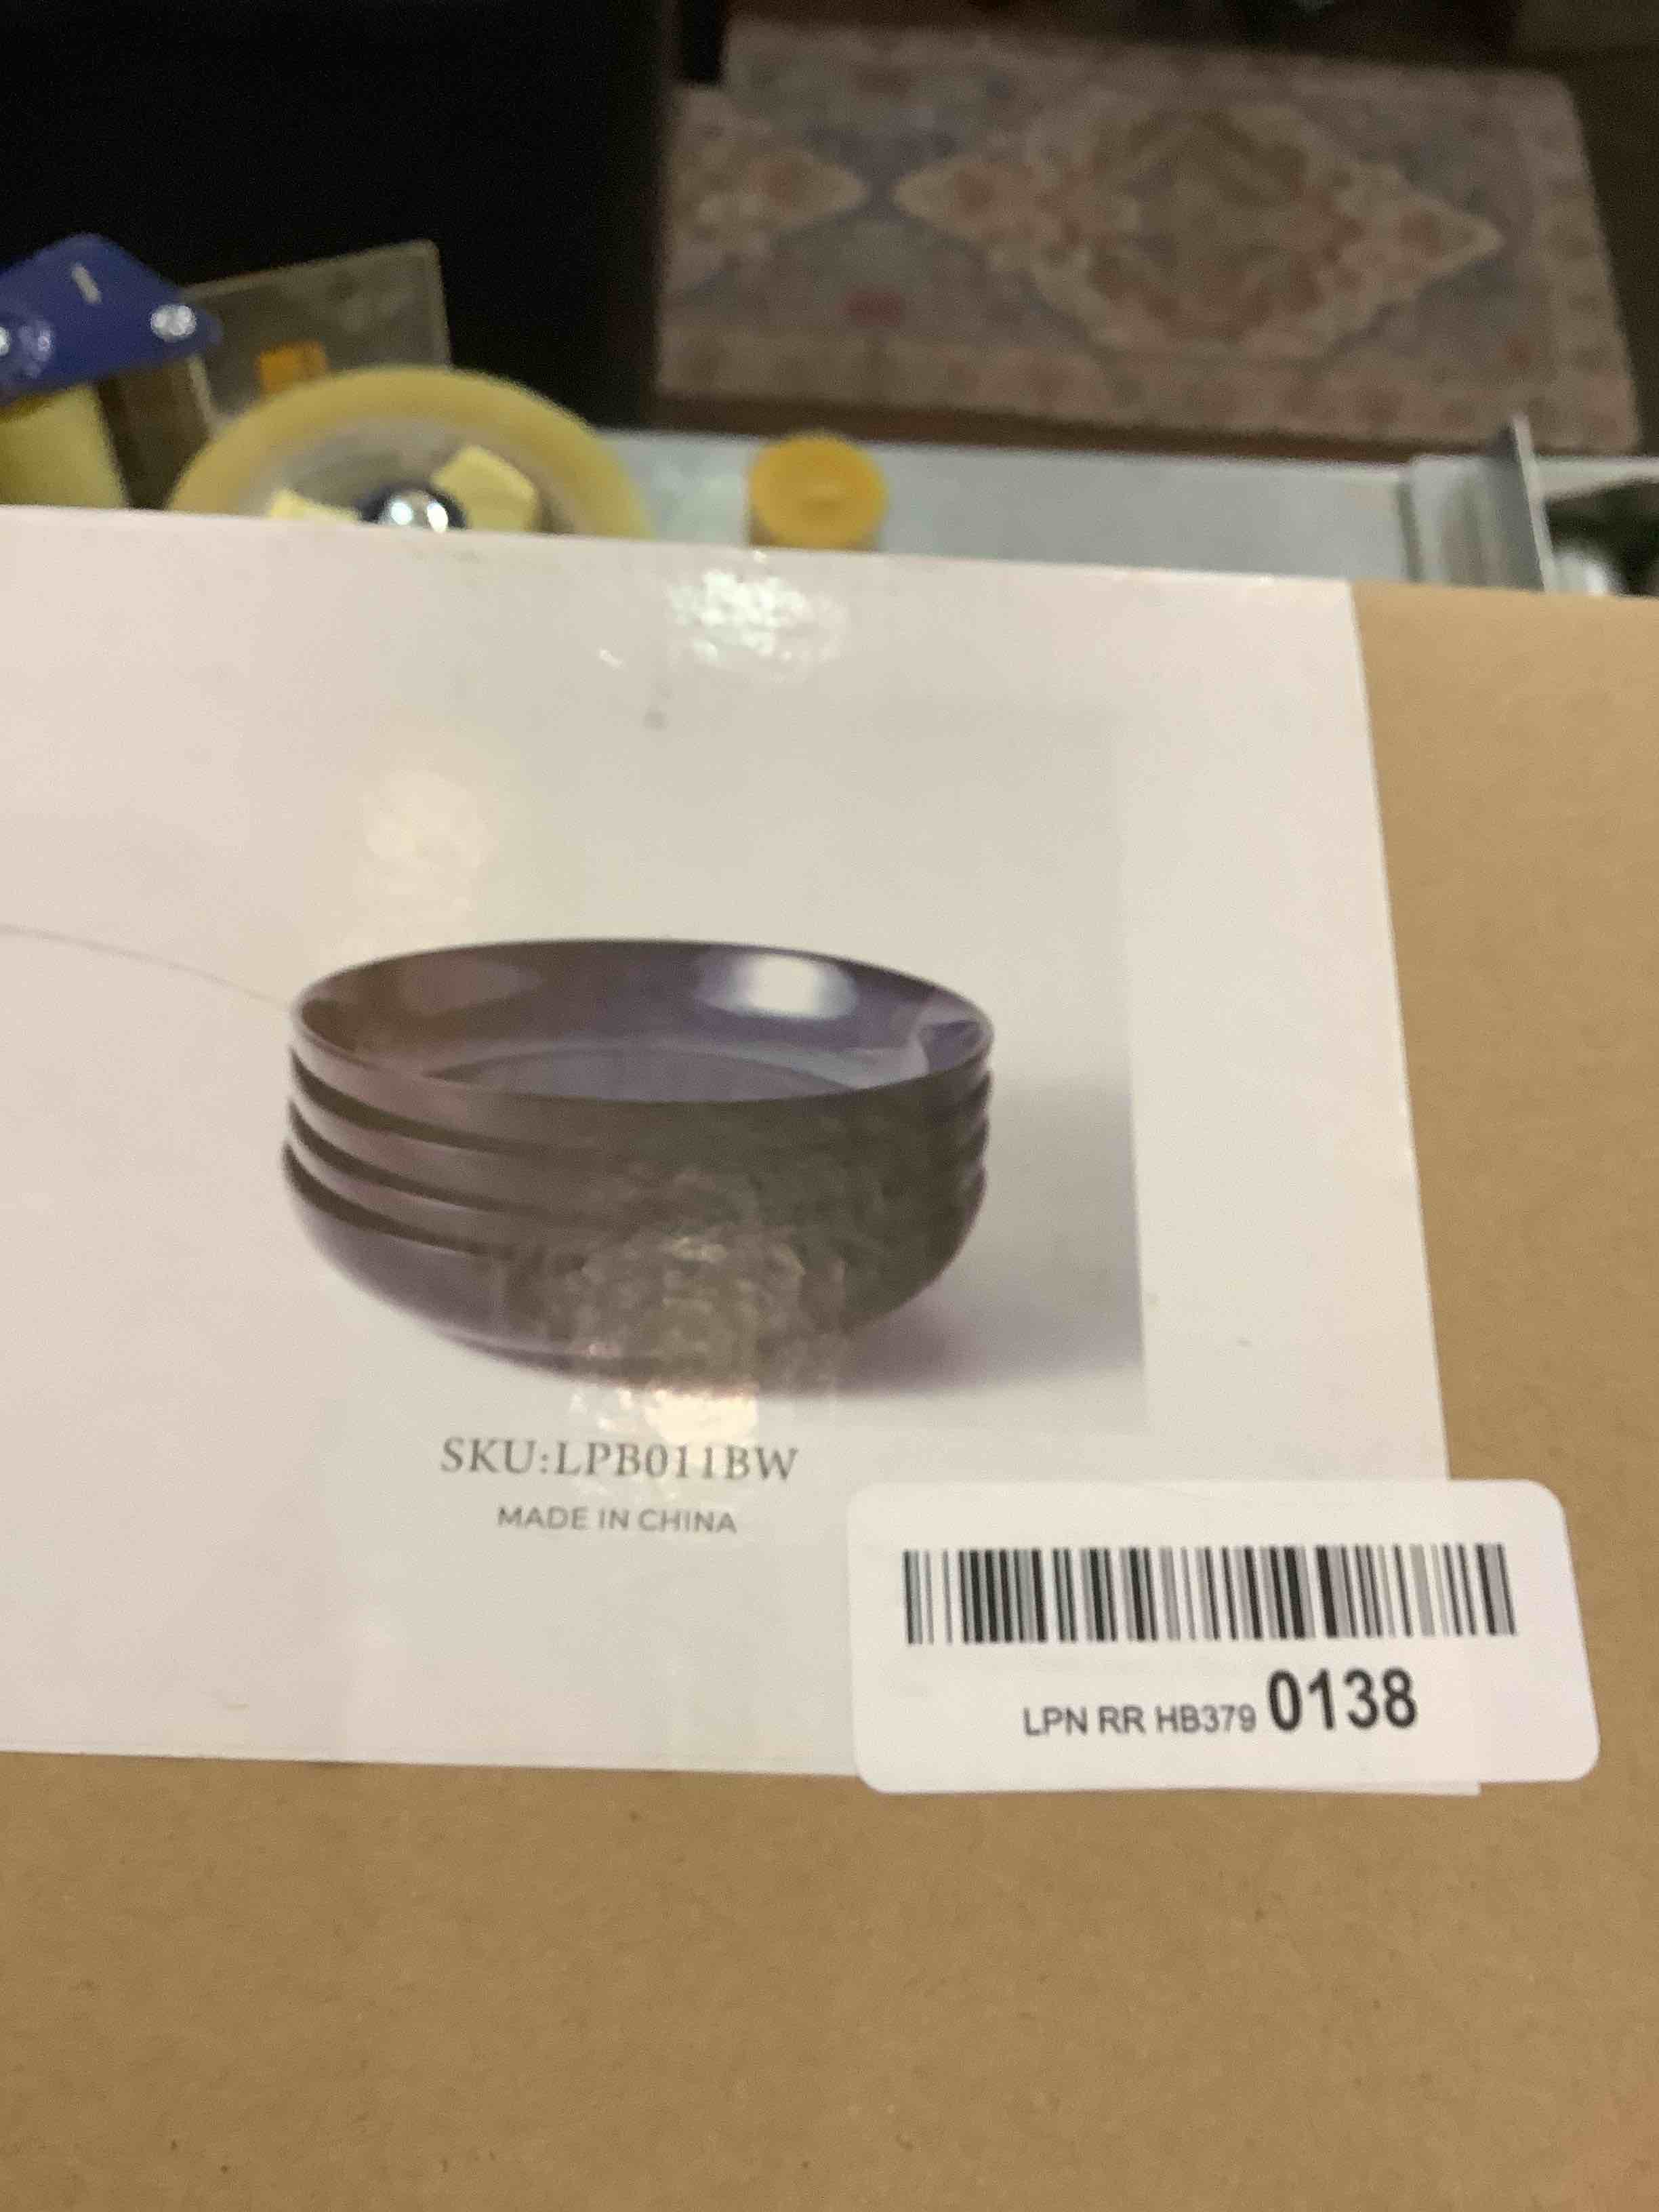 SKU:LPB011BW
MADE IN CHINA
LPN RR HB379 0138